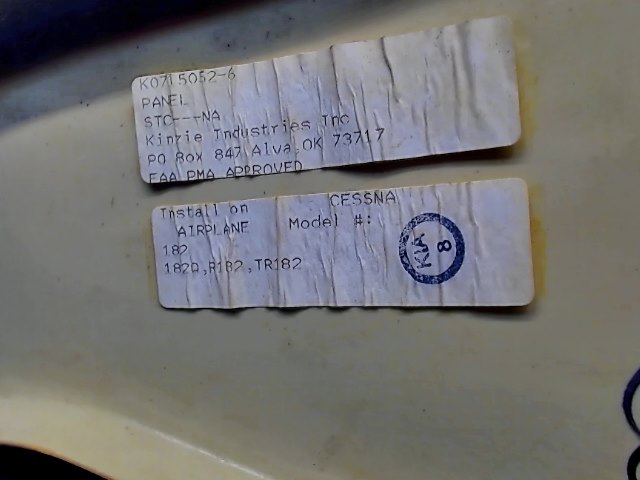 K0715052-6
PANEL
STC---NA
Kinzie Industries Inc
PO Box 847 Alva, OK 73717
FAA PMA APPROVED
Install on CESSNA
AIRPLANE Model #:
182
182Q,R182,TR182
KIA
8